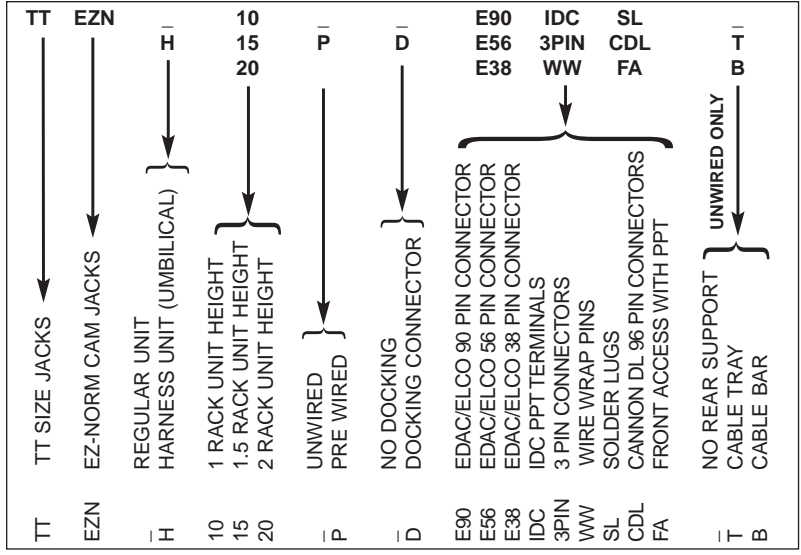 TT EZN _ 10 _ _ E90 IDC SL _
H 15 P D E56 3PIN CDL T
20 E38 WW FA B
UNWIRED ONLY
TT TT SIZE JACKS
EZN EZ-NORM CAM JACKS
_ REGULAR UNIT
H HARNESS UNIT (UMBILICAL)
10 1 RACK UNIT HEIGHT
15 1.5 RACK UNIT HEIGHT
20 2 RACK UNIT HEIGHT
_ UNWIRED
P PRE WIRED
_ NO DOCKING
D DOCKING CONNECTOR
E90 EDAC/ELCO 90 PIN CONNECTOR
E56 EDAC/ELCO 56 PIN CONNECTOR
E38 EDAC/ELCO 38 PIN CONNECTOR
IDC IDC PPT TERMINALS
3PIN 3 PIN CONNECTORS
WW WIRE WRAP PINS
SL SOLDER LUGS
CDL CANNON DL 96 PIN CONNECTORS
FA FRONT ACCESS WITH PPT
_ NO REAR SUPPORT
T CABLE TRAY
B CABLE BAR